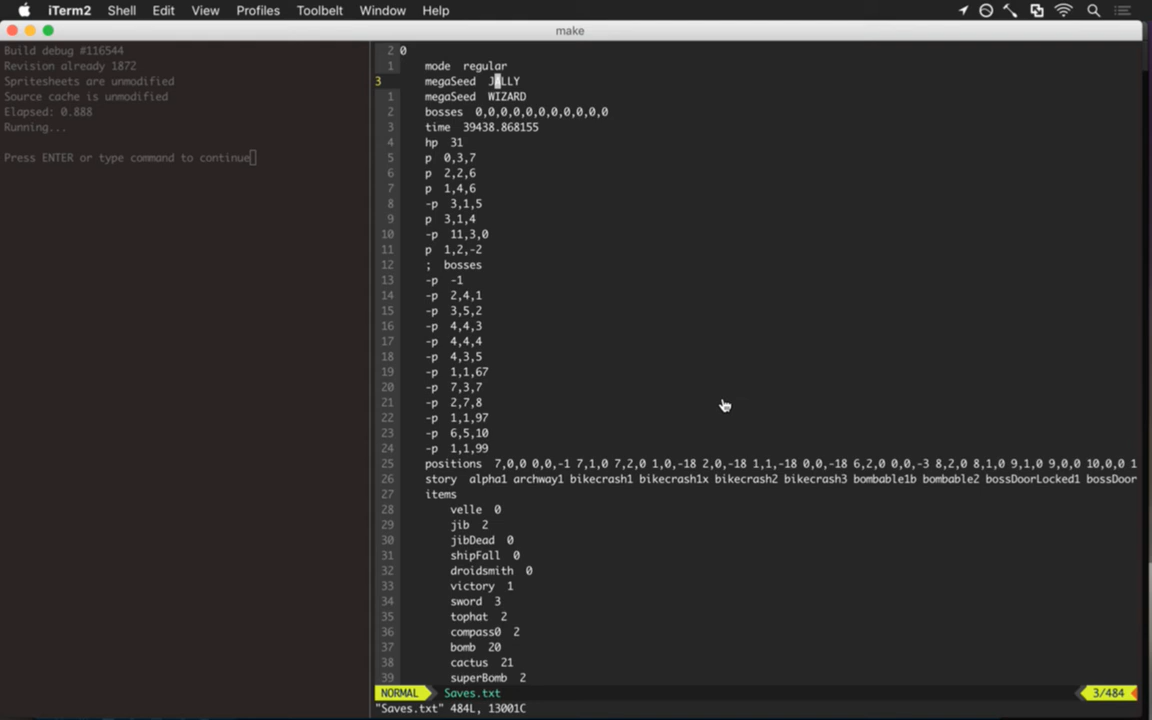 iTerm2 Shell Edit View Profiles Toolbelt Window Help
make
Build debug #116544
Revision already 1872
Spritesheets are unmodified
Source cache is unmodified
Elapsed: 0.888
Running...
Press ENTER or type command to continue
2 0
1 mode regular
3 megaSeed JALLY
1 megaSeed WIZARD
2 bosses 0,0,0,0,0,0,0,0,0,0,0
3 time 39438.868155
4 hp 31
5 p 0,3,7
6 p 2,2,6
7 p 1,4,6
8 -p 3,1,5
9 p 3,1,4
10 -p 11,3,0
11 p 1,2,-2
12 ; bosses
13 -p -1
14 -p 2,4,1
15 -p 3,5,2
16 -p 4,4,3
17 -p 4,4,4
18 -p 4,3,5
19 -p 1,1,67
20 -p 7,3,7
21 -p 2,7,8
22 -p 1,1,97
23 -p 6,5,10
24 -p 1,1,99
25 positions 7,0,0 0,0,-1 7,1,0 7,2,0 1,0,-18 2,0,-18 1,1,-18 0,0,-18 6,2,0 0,0,-3 8,2,0 8,1,0 9,1,0 9,0,0 10,0,0 1
26 story alpha1 archway1 bikecrash1 bikecrash1x bikecrash2 bikecrash3 bombable1b bombable2 bossDoorLocked1 bossDoor
27 items
28 velle 0
29 jib 2
30 jibDead 0
31 shipFall 0
32 droidsmith 0
33 victory 1
34 sword 3
35 tophat 2
36 compass0 2
37 bomb 20
38 cactus 21
39 superBomb 2
NORMAL Saves.txt 3/484
"Saves.txt" 484L, 13001C